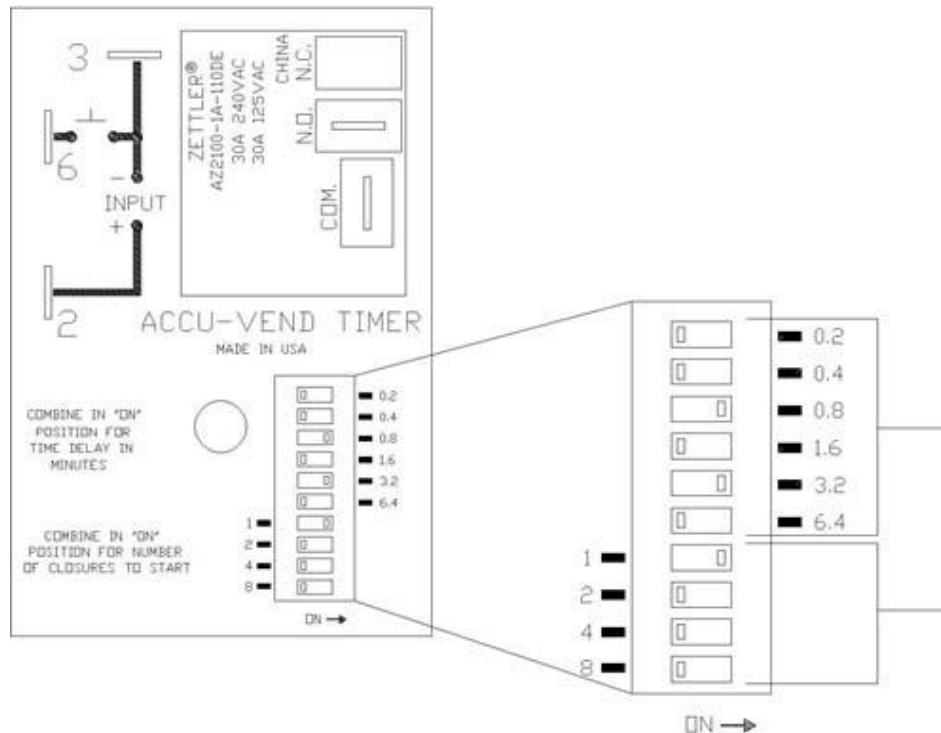 3
6
-
INPUT
+
2
ZETTLER®
AZ2100-1A-110DE
30A 240VAC
30A 125VAC
CHINA
N.C.
N.O.
COM.
ACCU-VEND TIMER
MADE IN USA
COMBINE IN "ON"
POSITION FOR
TIME DELAY IN
MINUTES
0.2
0.4
0.8
1.6
3.2
6.4
COMBINE IN "ON"
POSITION FOR NUMBER
OF CLOSURES TO START
1
2
4
8
ON →
0.2
0.4
0.8
1.6
3.2
6.4
1
2
4
8
ON →